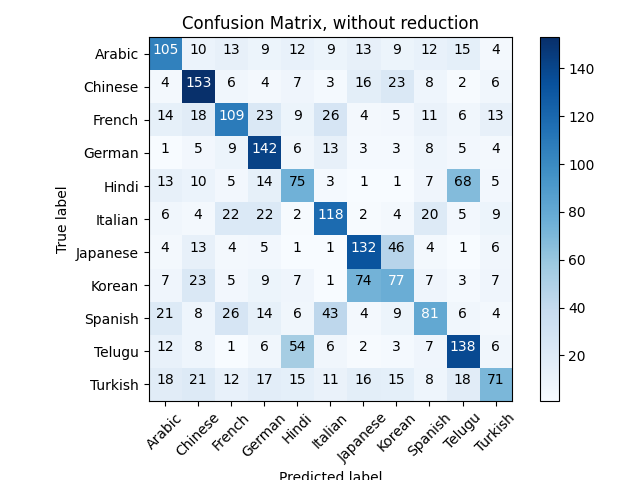 Confusion Matrix, without reduction
True label
Arabic 105 10 13 9 12 9 13 9 12 15 4
Chinese 4 153 6 4 7 3 16 23 8 2 6
French 14 18 109 23 9 26 4 5 11 6 13
German 1 5 9 142 6 13 3 3 8 5 4
Hindi 13 10 5 14 75 3 1 1 7 68 5
Italian 6 4 22 22 2 118 2 4 20 5 9
Japanese 4 13 4 5 1 1 132 46 4 1 6
Korean 7 23 5 9 7 1 74 77 7 3 7
Spanish 21 8 26 14 6 43 4 9 81 6 4
Telugu 12 8 1 6 54 6 2 3 7 138 6
Turkish 18 21 12 17 15 11 16 15 8 18 71
Arabic Chinese French German Hindi Italian Japanese Korean Spanish Telugu Turkish
Predicted label
140
120
100
80
60
40
20